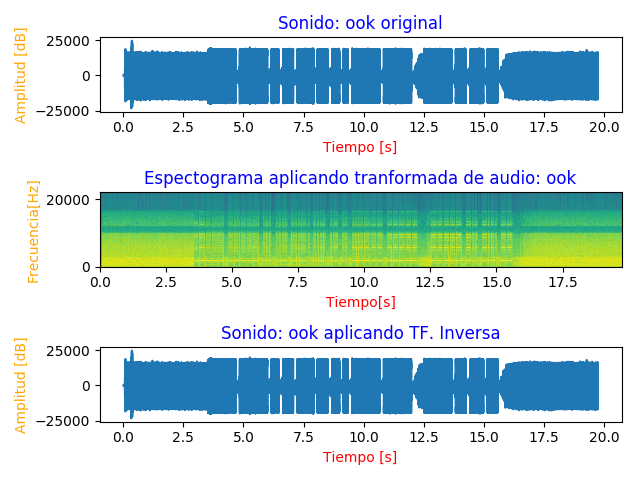 Sonido: ook original
Amplitud [dB]
25000
0
−25000
0.0 2.5 5.0 7.5 10.0 12.5 15.0 17.5 20.0
Tiempo [s]
Espectograma aplicando tranformada de audio: ook
Frecuencia[Hz]
20000
0
0.0 2.5 5.0 7.5 10.0 12.5 15.0 17.5
Tiempo[s]
Sonido: ook aplicando TF. Inversa
Amplitud [dB]
25000
0
−25000
0.0 2.5 5.0 7.5 10.0 12.5 15.0 17.5 20.0
Tiempo [s]